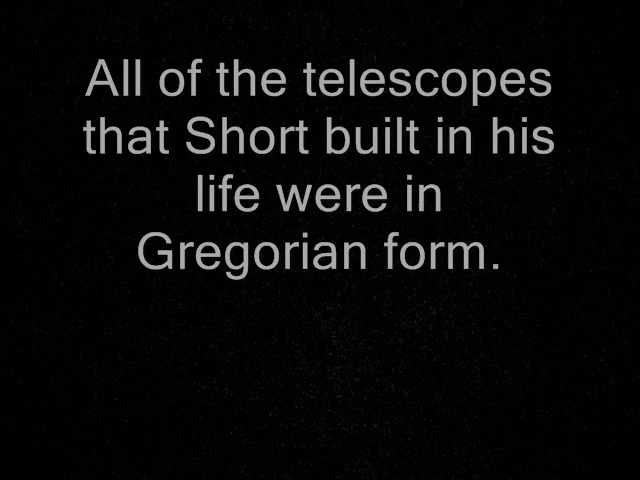 All of the telescopes
that Short built in his
life were in
Gregorian form.